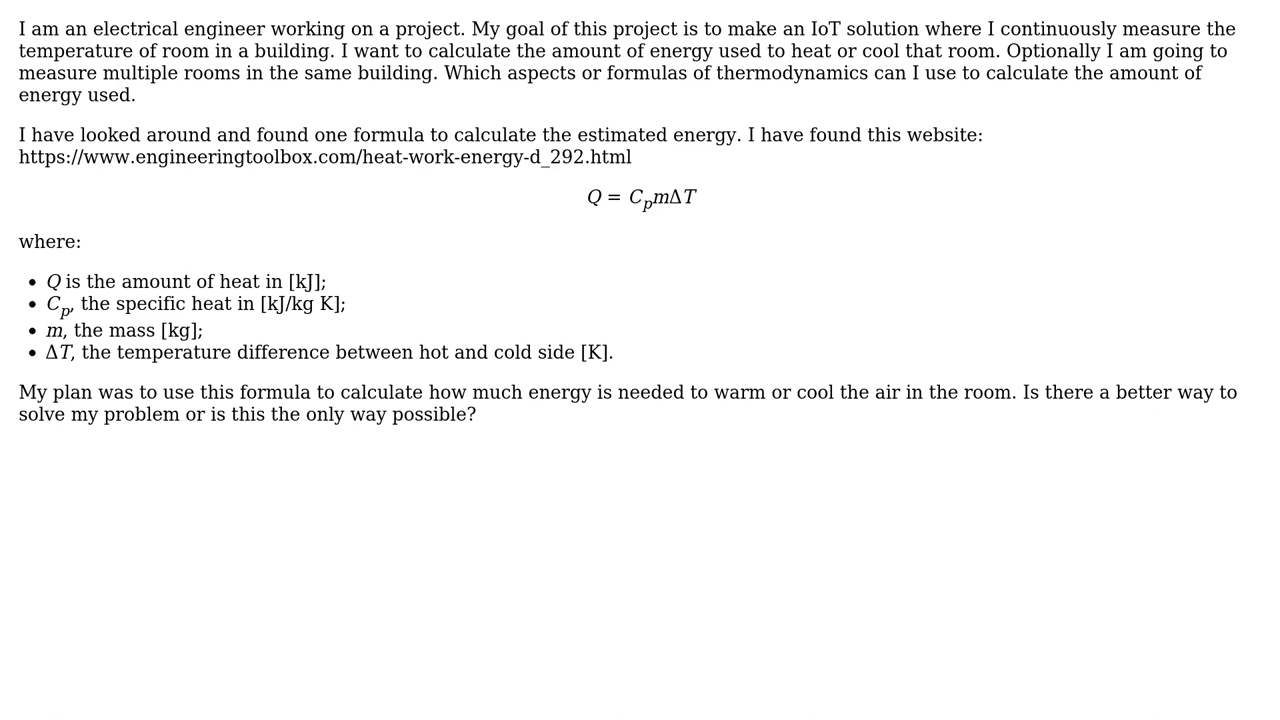 I am an electrical engineer working on a project. My goal of this project is to make an IoT solution where I continuously measure the
temperature of room in a building. I want to calculate the amount of energy used to heat or cool that room. Optionally I am going to
measure multiple rooms in the same building. Which aspects or formulas of thermodynamics can I use to calculate the amount of
energy used.
I have looked around and found one formula to calculate the estimated energy. I have found this website:
https://www.engineeringtoolbox.com/heat-work-energy-d_292.html
Q = C_p m Δ T
where:
• Q is the amount of heat in [kJ];
• C_p, the specific heat in [kJ/kg K];
• m, the mass [kg];
• ΔT, the temperature difference between hot and cold side [K].
My plan was to use this formula to calculate how much energy is needed to warm or cool the air in the room. Is there a better way to
solve my problem or is this the only way possible?